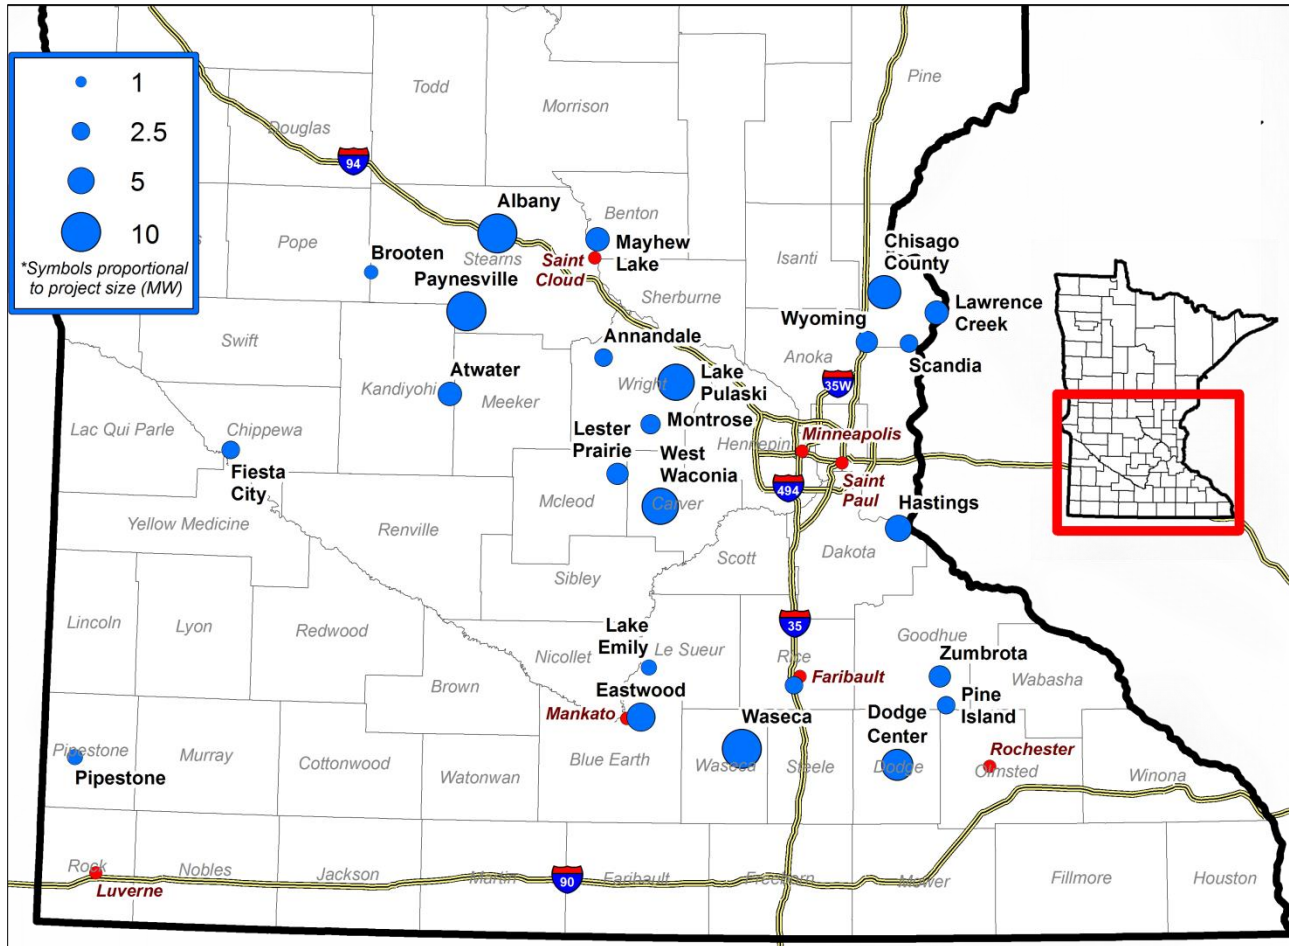 Pine
Todd
Morrison
1
2.5
5
10
*Symbols proportional
to project size (MW)
Douglas
94
Albany
Benton
Mayhew
Lake
Pope
Brooten
Stearns
Saint
Cloud
Isanti
Chisago
County
Paynesville
Sherburne
Lawrence
Creek
Wyoming
Scandia
Swift
Annandale
Anoka
35W
Atwater
Kandiyohi
Meeker
Wright
Lake
Pulaski
Montrose
Lac Qui Parle
Chippewa
Lester
Prairie
Hennepin
Minneapolis
Fiesta
City
West
Waconia
Saint
Paul
494
Mcleod
Carver
Hastings
Yellow Medicine
Renville
Scott
Dakota
Sibley
Lincoln
Lyon
Redwood
Lake
Emily
35
Nicollet
Le Sueur
Rice
Goodhue
Zumbrota
Faribault
Wabasha
Brown
Eastwood
Pine
Island
Mankato
Waseca
Dodge
Center
Pipestone
Pipestone
Murray
Cottonwood
Watonwan
Blue Earth
Waseca
Steele
Dodge
Rochester
Olmsted
Winona
Rock
Luverne
Nobles
Jackson
Martin
90
Faribault
Freeborn
Mower
Fillmore
Houston